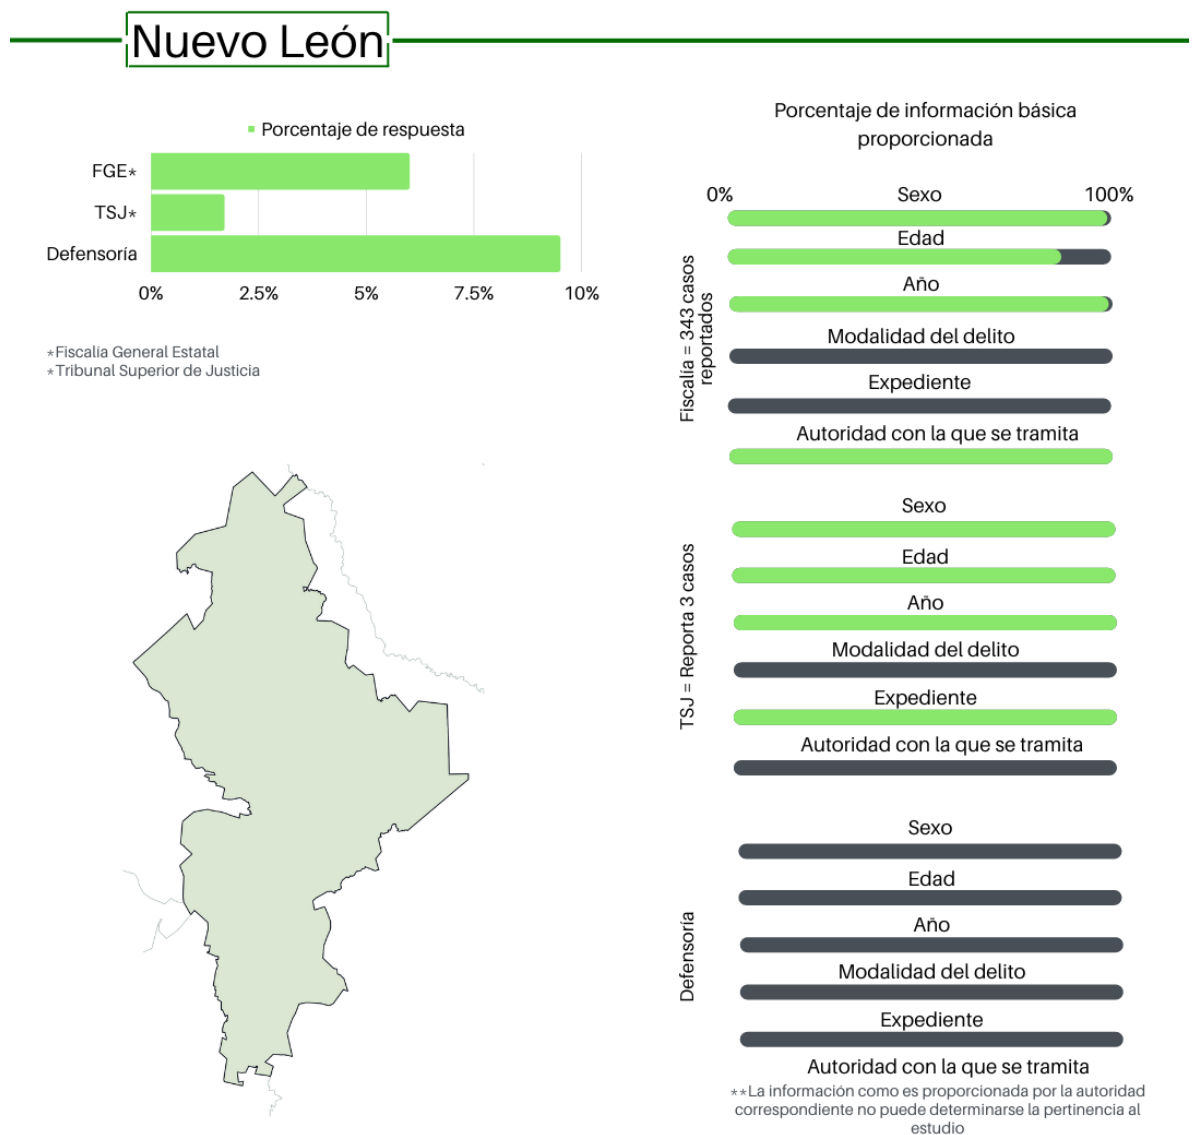 Nuevo León
Porcentaje de respuesta
FGE*
TSJ*
Defensoría
0%
2.5%
5%
7.5%
10%
*Fiscalía General Estatal
*Tribunal Superior de Justicia
Porcentaje de información básica
proporcionada
0%
100%
Fiscalía = 343 casos
reportados
Sexo
Edad
Año
Modalidad del delito
Expediente
Autoridad con la que se tramita
TSJ = Reporta 3 casos
Sexo
Edad
Año
Modalidad del delito
Expediente
Autoridad con la que se tramita
Defensoría
Sexo
Edad
Año
Modalidad del delito
Expediente
Autoridad con la que se tramita
**La información como es proporcionada por la autoridad
correspondiente no puede determinarse la pertinencia al
estudio